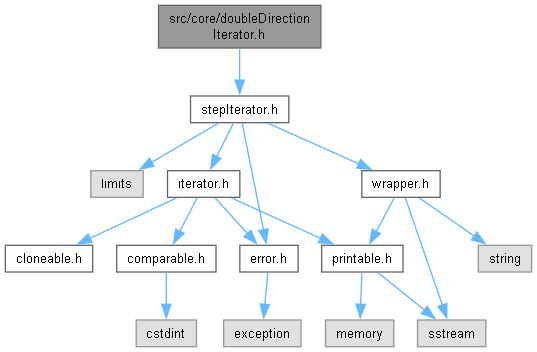 src/core/doubleDirection
Iterator.h
stepIterator.h
limits
iterator.h
wrapper.h
cloneable.h
comparable.h
error.h
printable.h
string
cstdint
exception
memory
sstream